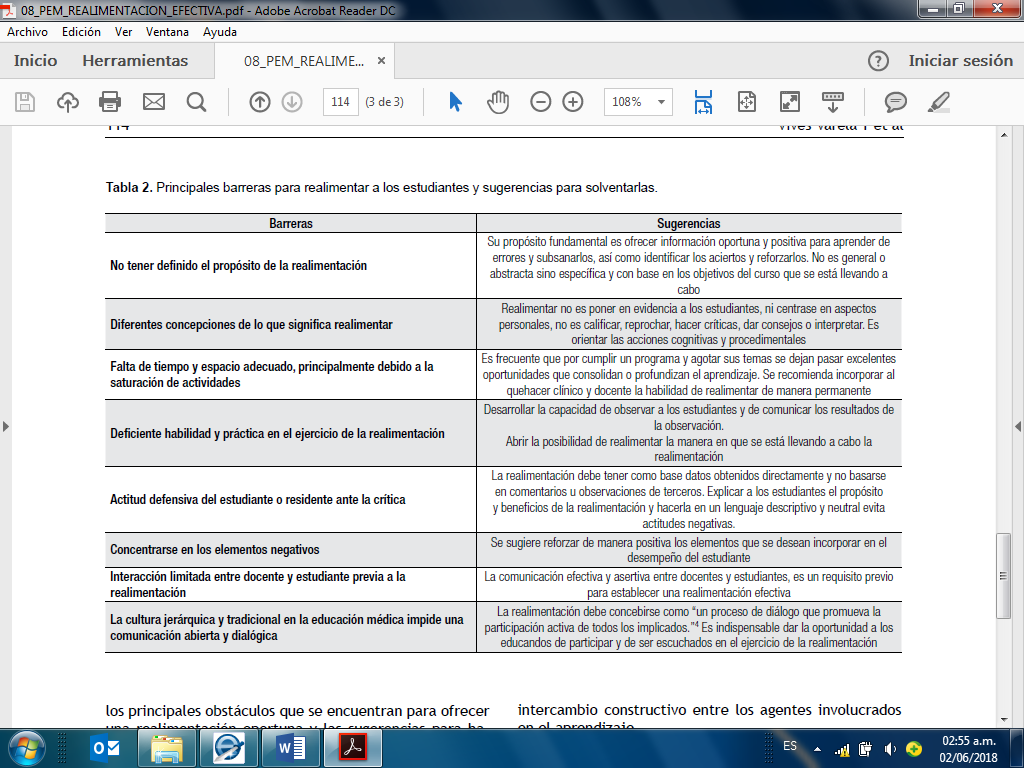 08_PEM_REALIMENTACION_EFECTIVA.pdf - Adobe Acrobat Reader DC
Archivo Edición Ver Ventana Ayuda
Inicio Herramientas 08_PEM_REALIME... × ? Iniciar sesión
114 (3 de 3) 108%
114 Vives Varela T et al
Tabla 2. Principales barreras para realimentar a los estudiantes y sugerencias para solventarlas.
Barreras Sugerencias
No tener definido el propósito de la realimentación
Su propósito fundamental es ofrecer información oportuna y positiva para aprender de
errores y subsanarlos, así como identificar los aciertos y reforzarlos. No es general o
abstracta sino específica y con base en los objetivos del curso que se está llevando a
cabo
Diferentes concepciones de lo que significa realimentar
Realimentar no es poner en evidencia a los estudiantes, ni centrase en aspectos
personales, no es calificar, reprochar, hacer críticas, dar consejos o interpretar. Es
orientar las acciones cognitivas y procedimentales
Falta de tiempo y espacio adecuado, principalmente debido a la
saturación de actividades
Es frecuente que por cumplir un programa y agotar sus temas se dejan pasar excelentes
oportunidades que consolidan o profundizan el aprendizaje. Se recomienda incorporar al
quehacer clínico y docente la habilidad de realimentar de manera permanente
Deficiente habilidad y práctica en el ejercicio de la realimentación
Desarrollar la capacidad de observar a los estudiantes y de comunicar los resultados de
la observación.
Abrir la posibilidad de realimentar la manera en que se está llevando a cabo la
realimentación
Actitud defensiva del estudiante o residente ante la crítica
La realimentación debe tener como base datos obtenidos directamente y no basarse
en comentarios u observaciones de terceros. Explicar a los estudiantes el propósito
y beneficios de la realimentación y hacerla en un lenguaje descriptivo y neutral evita
actitudes negativas.
Concentrarse en los elementos negativos
Se sugiere reforzar de manera positiva los elementos que se desean incorporar en el
desempeño del estudiante
Interacción limitada entre docente y estudiante previa a la
realimentación
La comunicación efectiva y asertiva entre docentes y estudiantes, es un requisito previo
para establecer una realimentación efectiva
La cultura jerárquica y tradicional en la educación médica impide una
comunicación abierta y dialógica
La realimentación debe concebirse como “un proceso de diálogo que promueva la
participación activa de todos los implicados.”4 Es indispensable dar la oportunidad a los
educandos de participar y de ser escuchados en el ejercicio de la realimentación
los principales obstáculos que se encuentran para ofrecer
una realimentación oportuna y las sugerencias para ha-
intercambio constructivo entre los agentes involucrados
en el aprendizaje.
ES 02:55 a.m.
02/06/2018